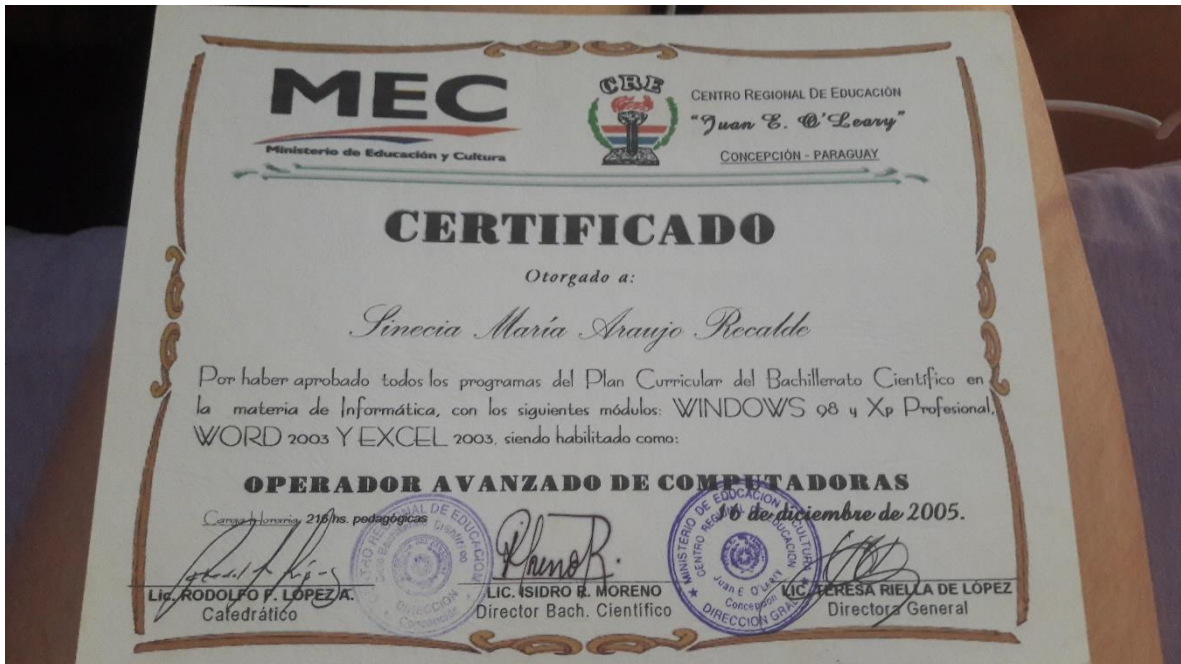 MEC
Ministerio de Educación y Cultura
CRE
CENTRO REGIONAL DE EDUCACIÓN
"Juan E. O'Leary"
CONCEPCIÓN - PARAGUAY
CERTIFICADO
Otorgado a:
Sinecia María Araujo Recalde
Por haber aprobado todos los programas del Plan Curricular del Bachillerato Científico en
la materia de Informática, con los siguientes módulos: WINDOWS 98 y Xp Profesional,
WORD 2003 Y EXCEL 2003, siendo habilitado como:
OPERADOR AVANZADO DE COMPUTADORAS
Carga Horaria 216 hs. pedagógicas
16 de diciembre de 2005.
LIC. RODOLFO F. LÓPEZ A.
Catedrático
LIC. ISIDRO R. MORENO
Director Bach. Científico
LIC. TERESA RIELLA DE LÓPEZ
Directora General